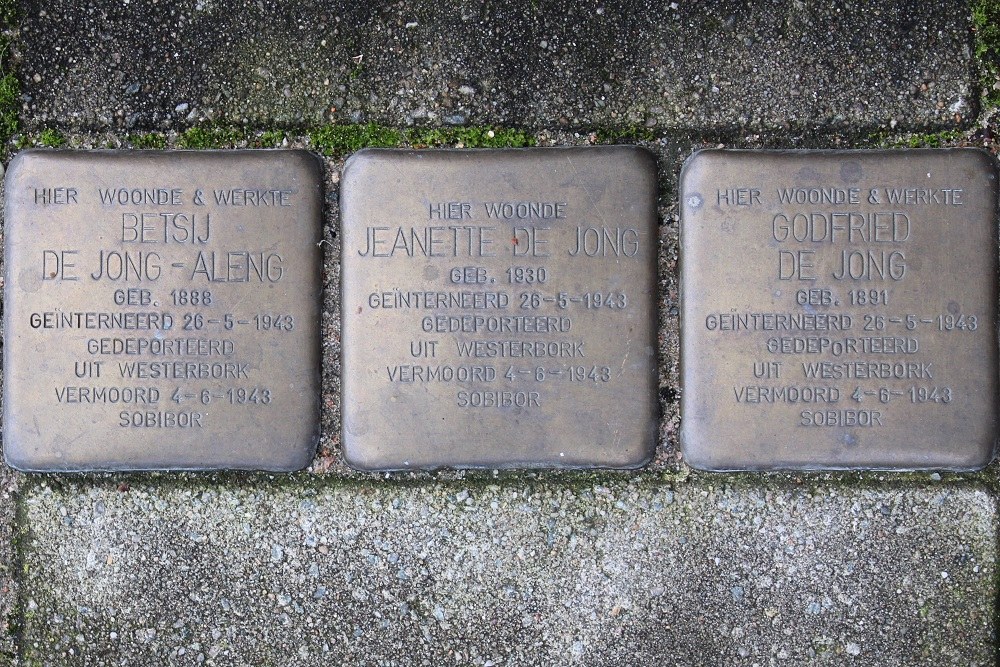 HIER WOONDE & WERKTE
BETSIJ
DE JONG-ALENG
GEB. 1888
GEÏNTERNEERD 26-5-1943
GEDEPORTEERD
UIT WESTERBORK
VERMOORD 4-6-1943
SOBIBOR
HIER WOONDE
JEANETTE DE JONG
GEB. 1930
GEÏNTERNEERD 26-5-1943
GEDEPORTEERD
UIT WESTERBORK
VERMOORD 4-6-1943
SOBIBOR
HIER WOONDE & WERKTE
GODFRIED
DE JONG
GEB. 1891
GEÏNTERNEERD 26-5-1943
GEDEPORTEERD
UIT WESTERBORK
VERMOORD 4-6-1943
SOBIBOR